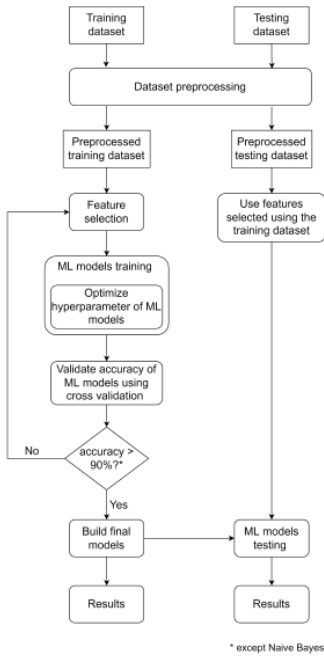 Training
dataset
Testing
dataset
Dataset preprocessing
Preprocessed
training dataset
Preprocessed
testing dataset
Feature
selection
Use features
selected using the
training dataset
ML models training
Optimize
hyperparameter of ML
models
Validate accuracy of
ML models using
cross validation
No
accuracy >
90%?*
Yes
Build final
models
ML models
testing
Results
Results
* except Naive Bayes